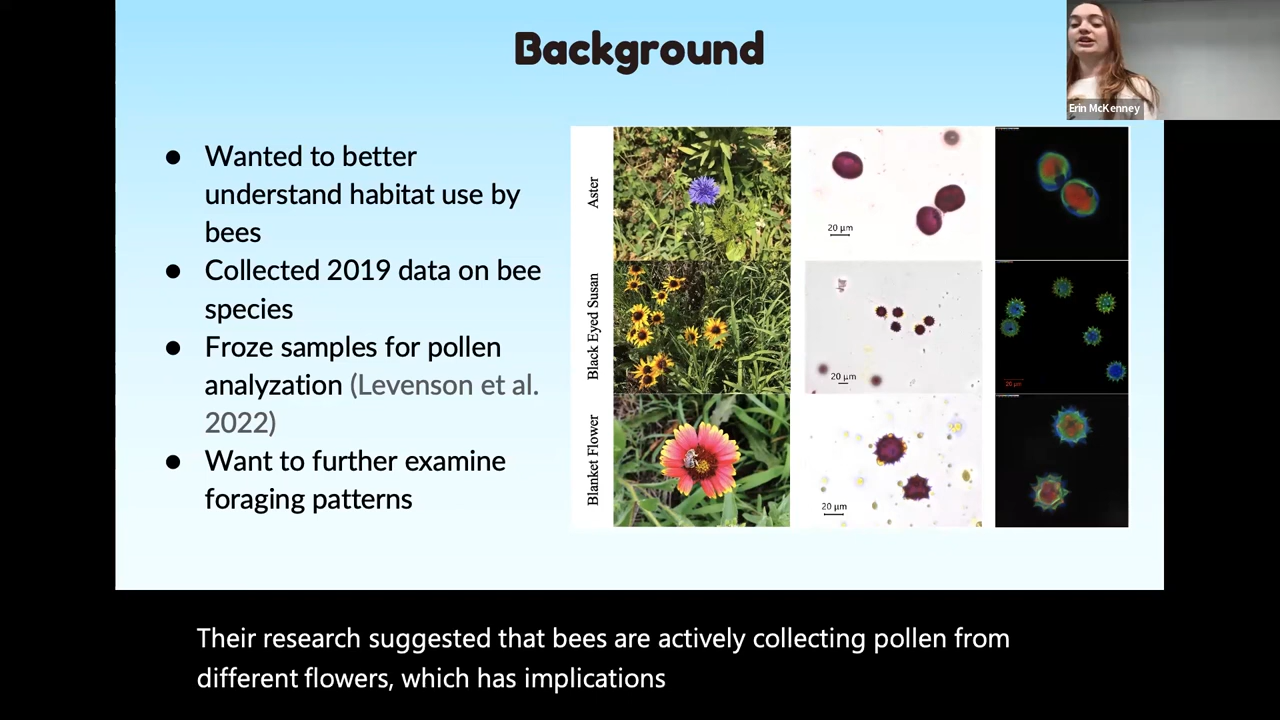 Background
Erin McKenney
● Wanted to better
understand habitat use by
bees
● Collected 2019 data on bee
species
● Froze samples for pollen
analyzation (Levenson et al.
2022)
● Want to further examine
foraging patterns
Aster
20 µm
Black Eyed Susan
20 µm
20 µm
Blanket Flower
20 µm
Their research suggested that bees are actively collecting pollen from
different flowers, which has implications